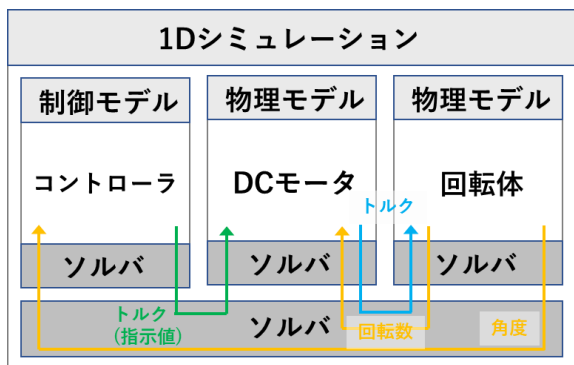 1Dシミュレーション
制御モデル
物理モデル
物理モデル
コントローラ
DCモータ
回転体
トルク
ソルバ
ソルバ
ソルバ
トルク
(指示値)
ソルバ
回転数
角度